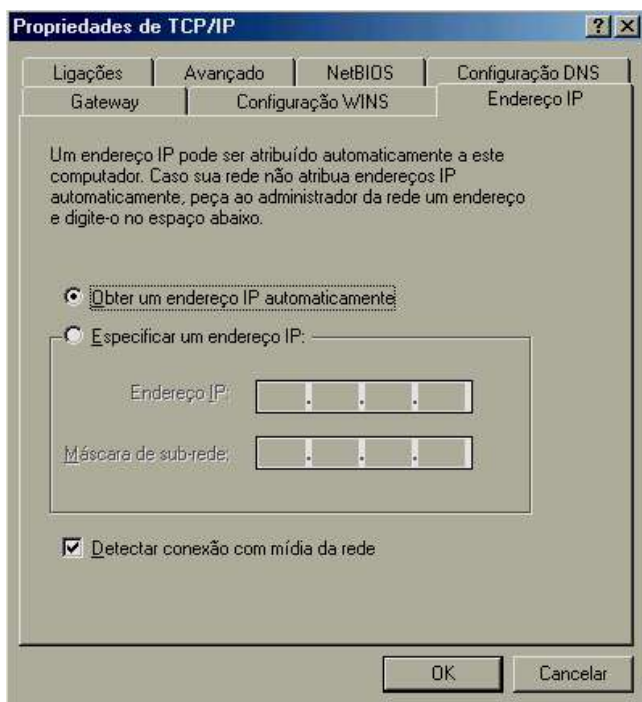 Propriedades de TCP/IP
Ligações Avançado NetBIOS Configuração DNS
Gateway Configuração WINS Endereço IP
Um endereço IP pode ser atribuído automaticamente a este
computador. Caso sua rede não atribua endereços IP
automaticamente, peça ao administrador da rede um endereço
e digite-o no espaço abaixo.
Obter um endereço IP automaticamente
Especificar um endereço IP:
Endereço IP: . . .
Máscara de sub-rede: . . .
Detectar conexão com mídia da rede
OK Cancelar